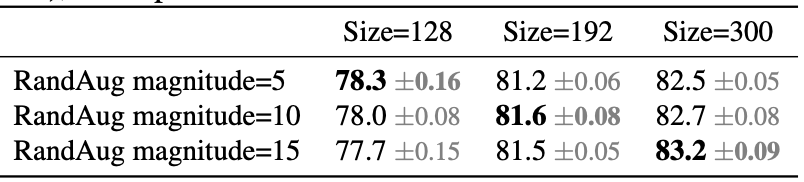 Size=128 Size=192 Size=300
RandAug magnitude=5 78.3 ±0.16 81.2 ±0.06 82.5 ±0.05
RandAug magnitude=10 78.0 ±0.08 81.6 ±0.08 82.7 ±0.08
RandAug magnitude=15 77.7 ±0.15 81.5 ±0.05 83.2 ±0.09